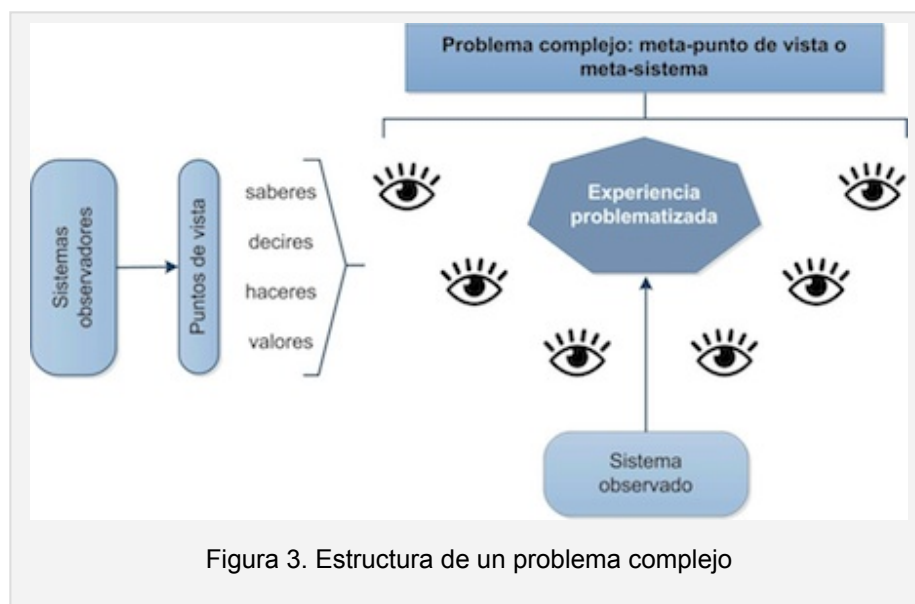 Problema complejo: meta-punto de vista o
meta-sistema
Sistemas
observadores
Puntos de vista
saberes
decires
haceres
valores
Experiencia
problematizada
Sistema
observado
Figura 3. Estructura de un problema complejo